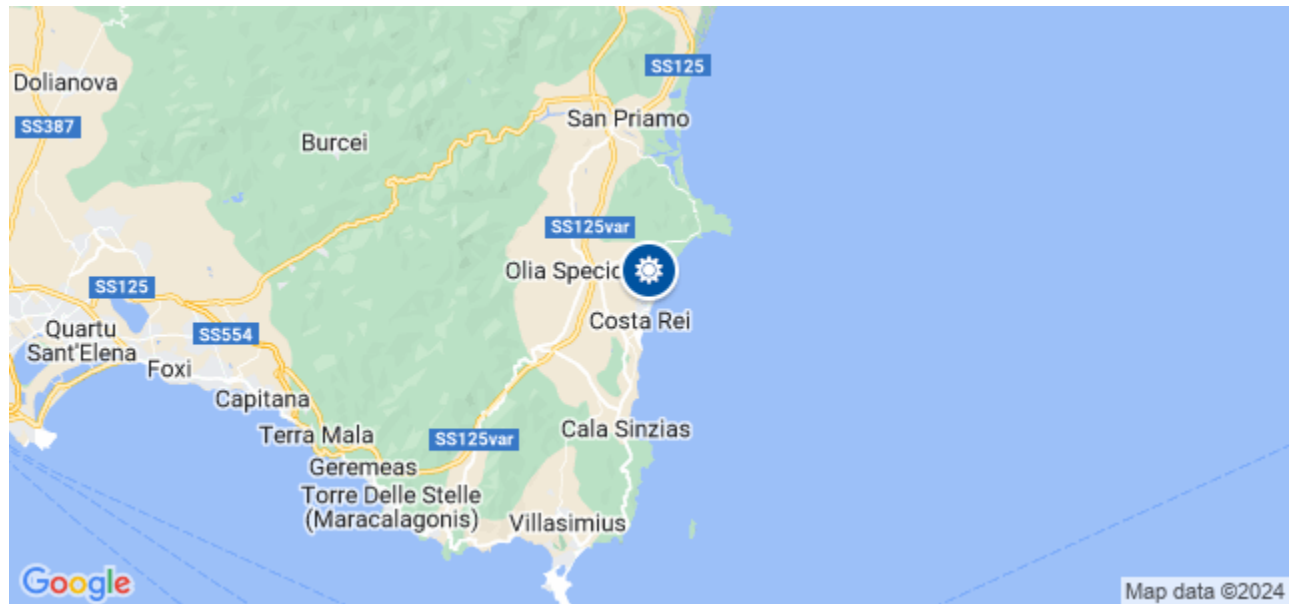 SS125
Dolianova
San Priamo
SS387
Burcei
SS125var
Olia Specio
SS125
Costa Rei
Quartu
Sant'Elena
SS554
Foxi
Capitana
Terra Mala
SS125var
Cala Sinzias
Geremeas
Torre Delle Stelle
(Maracalagonis)
Villasimius
Google
Map data ©2024